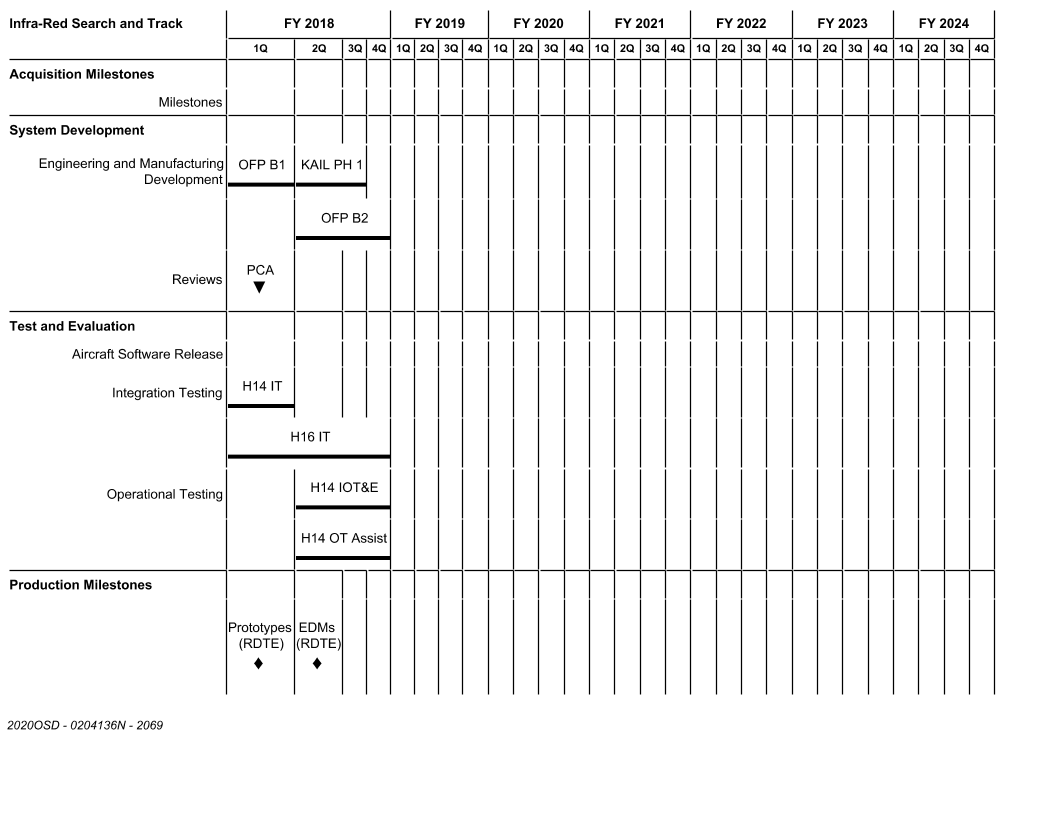 Infra-Red Search and Track FY 2018 FY 2019 FY 2020 FY 2021 FY 2022 FY 2023 FY 2024
1Q 2Q 3Q 4Q 1Q 2Q 3Q 4Q 1Q 2Q 3Q 4Q 1Q 2Q 3Q 4Q 1Q 2Q 3Q 4Q 1Q 2Q 3Q 4Q 1Q 2Q 3Q 4Q
Acquisition Milestones
Milestones
System Development
Engineering and Manufacturing
Development
OFP B1 KAIL PH 1
OFP B2
Reviews
PCA
Test and Evaluation
Aircraft Software Release
Integration Testing
H14 IT
H16 IT
Operational Testing
H14 IOT&E
H14 OT Assist
Production Milestones
Prototypes
(RDTE)
EDMs
(RDTE)
2020OSD - 0204136N - 2069